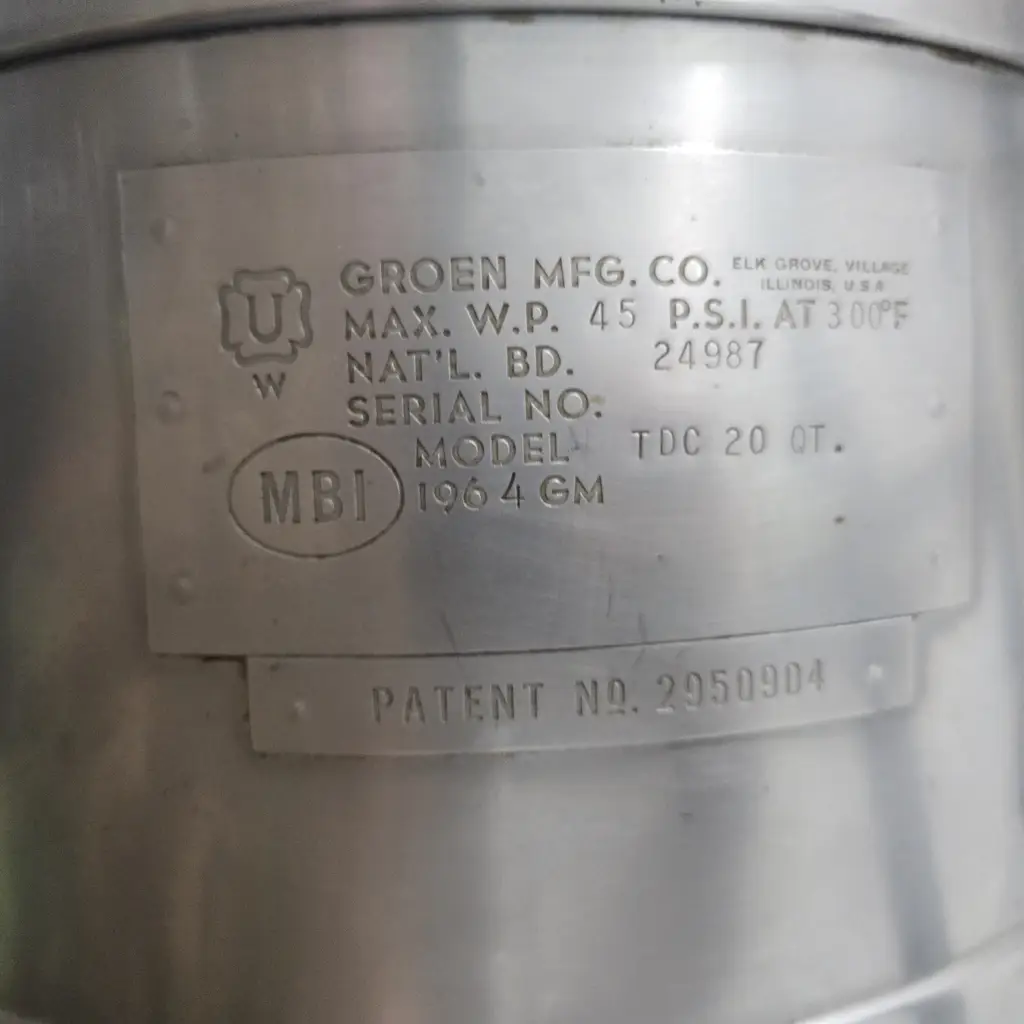 U
W
GROEN MFG. CO. ELK GROVE, VILLAGE
ILLINOIS, U.S.A
MAX. W.P. 45 P.S.I. AT 300°F
NAT'L. BD. 24987
SERIAL NO.
MODEL TDC 20 QT.
MBI 1964 GM
PATENT NO. 2950904